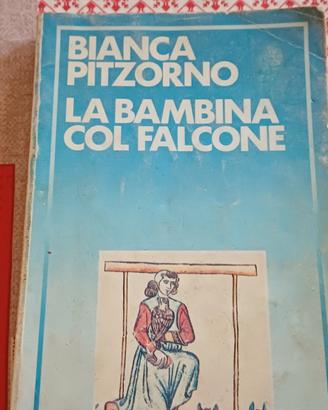 BIANCA
PITZORNO
LA BAMBINA
COL FALCONE